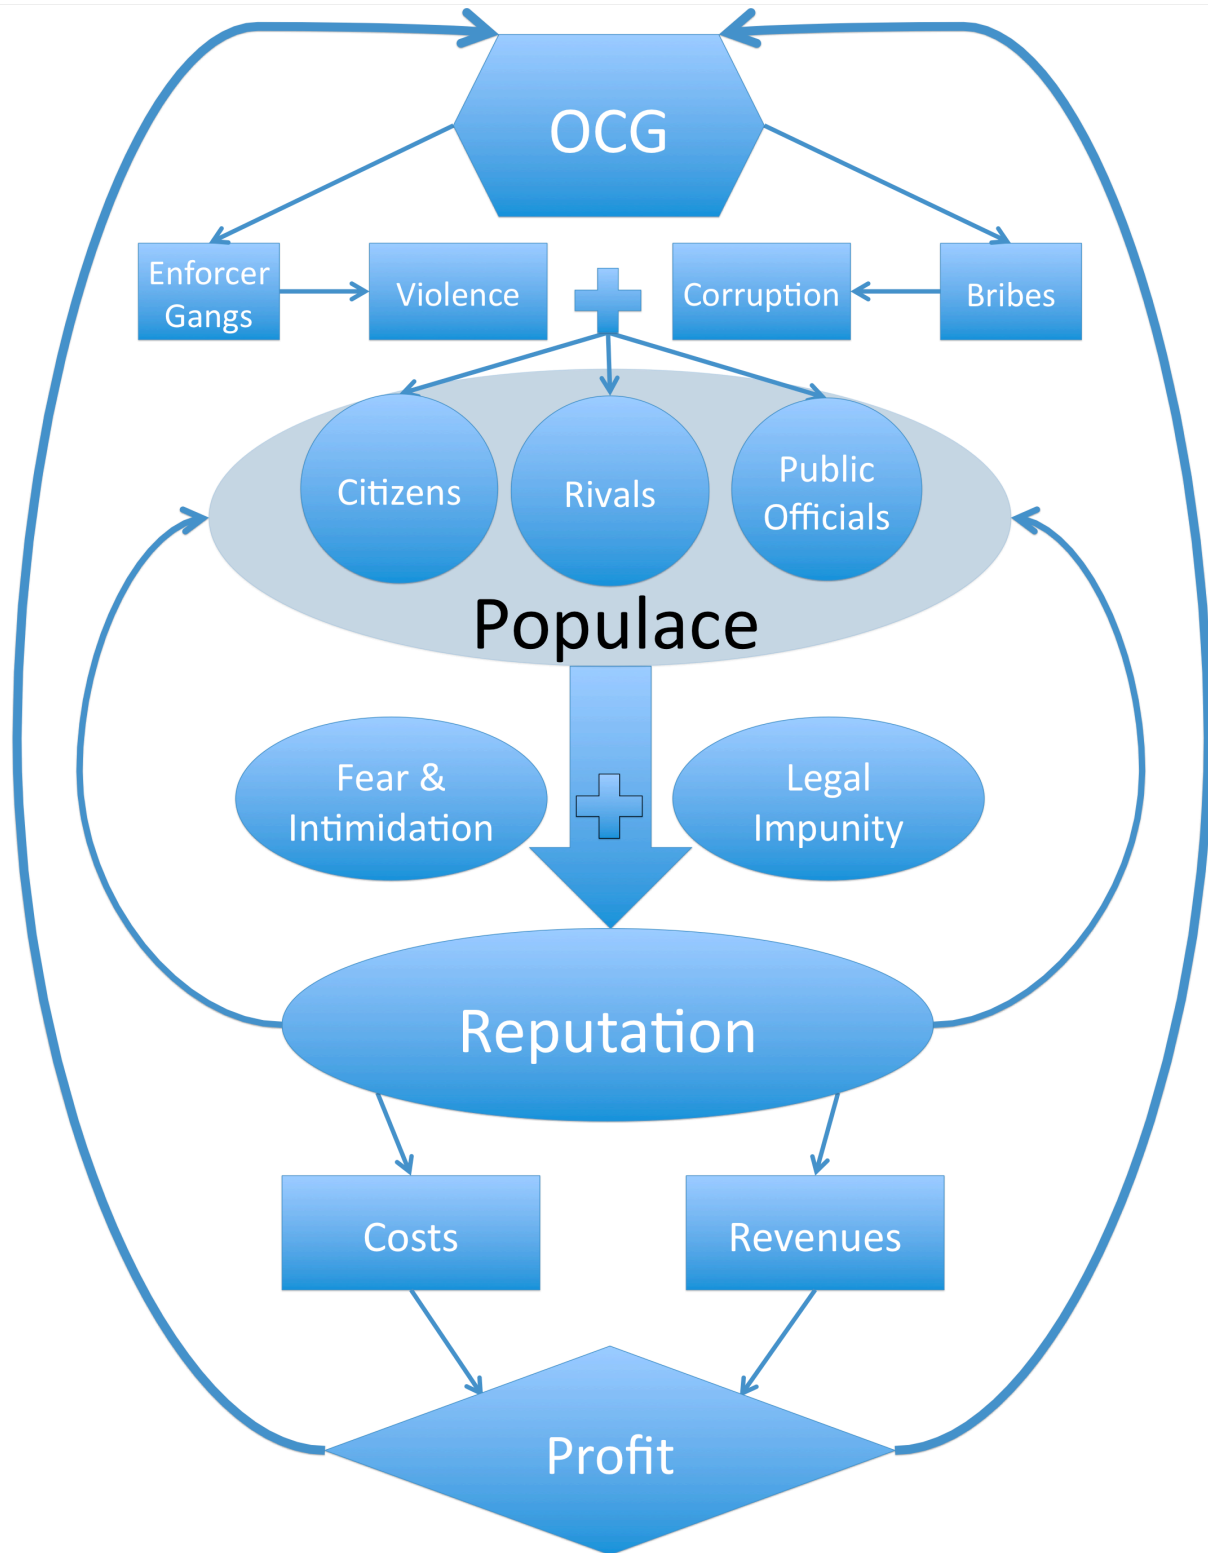 OCG
Enforcer
Gangs
Violence
Corruption
Bribes
Citizens
Rivals
Public
Officials
Populace
Fear &
Intimidation
Legal
Impunity
Reputation
Costs
Revenues
Profit